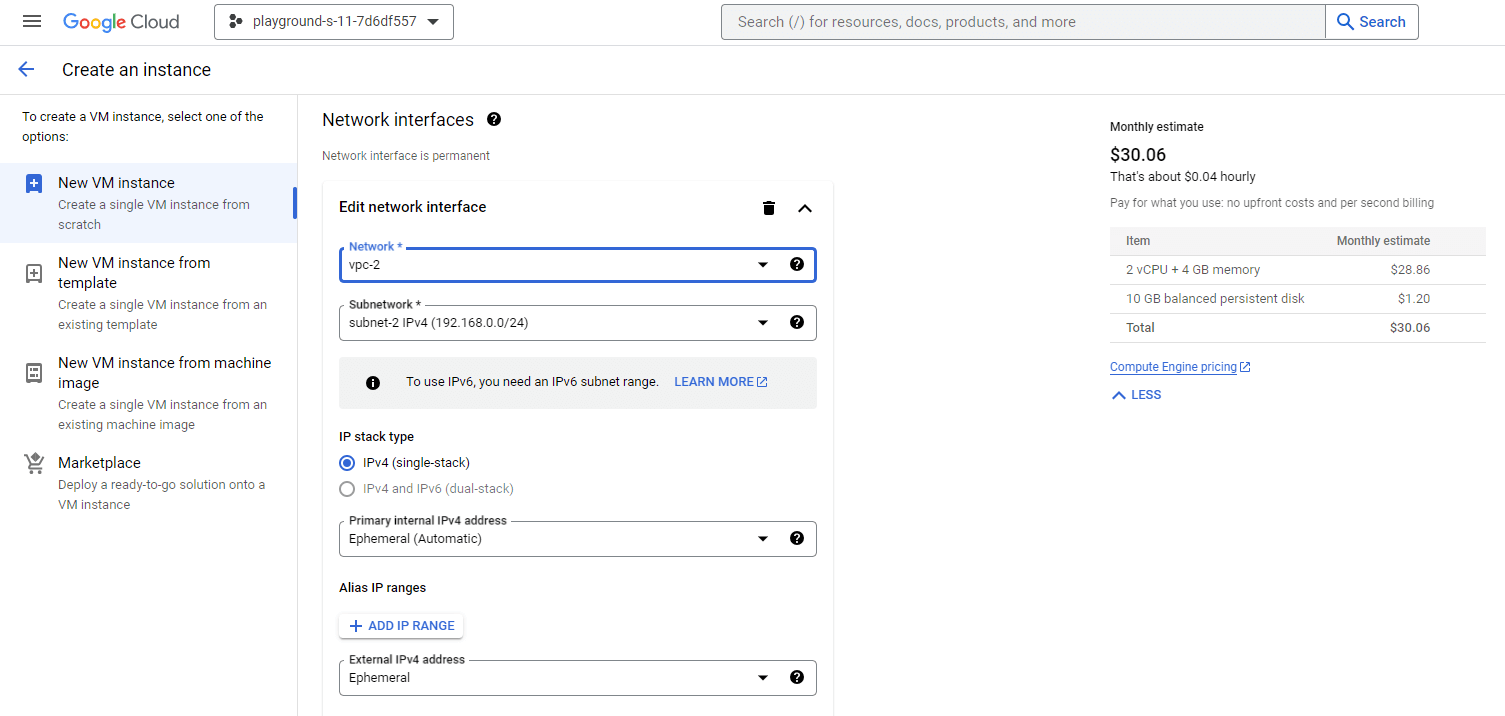 Google Cloud
playground-s-11-7d6df557
Search (/) for resources, docs, products, and more
Search
Create an instance
To create a VM instance, select one of the
options:
New VM instance
Create a single VM instance from
scratch
New VM instance from
template
Create a single VM instance from an
existing template
New VM instance from machine
image
Create a single VM instance from an
existing machine image
Marketplace
Deploy a ready-to-go solution onto a
VM instance
Network interfaces
Network interface is permanent
Edit network interface
Network *
vpc-2
Subnetwork *
subnet-2 IPv4 (192.168.0.0/24)
To use IPv6, you need an IPv6 subnet range. LEARN MORE
IP stack type
IPv4 (single-stack)
IPv4 and IPv6 (dual-stack)
Primary internal IPv4 address
Ephemeral (Automatic)
Alias IP ranges
ADD IP RANGE
External IPv4 address
Ephemeral
Monthly estimate
$30.06
That's about $0.04 hourly
Pay for what you use: no upfront costs and per second billing
Item Monthly estimate
2 vCPU + 4 GB memory $28.86
10 GB balanced persistent disk $1.20
Total $30.06
Compute Engine pricing
LESS